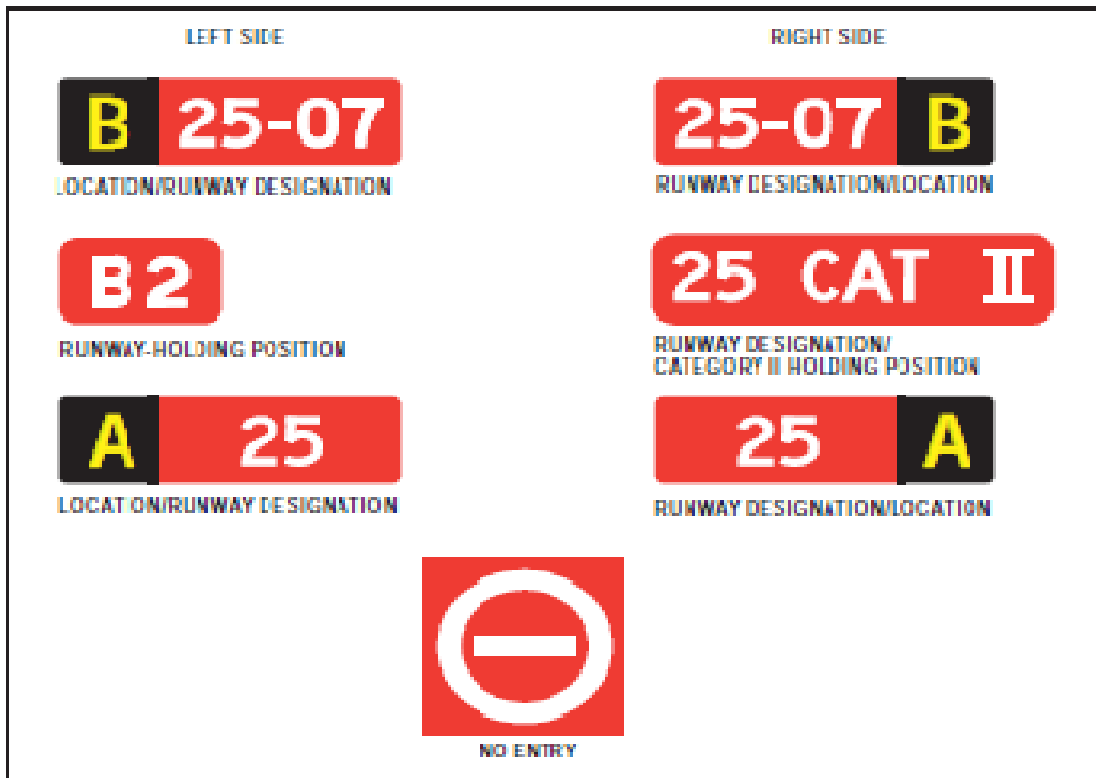 LEFT SIDE
RIGHT SIDE
B 25-07
25-07 B
LOCATION/RUNWAY DESIGNATION
RUNWAY DESIGNATION/LOCATION
B2
25 CAT II
RUNWAY-HOLDING POSITION
RUNWAY DESIGNATION/
CATEGORY II HOLDING POSITION
A 25
25 A
LOCATION/RUNWAY DESIGNATION
RUNWAY DESIGNATION/LOCATION
NO ENTRY